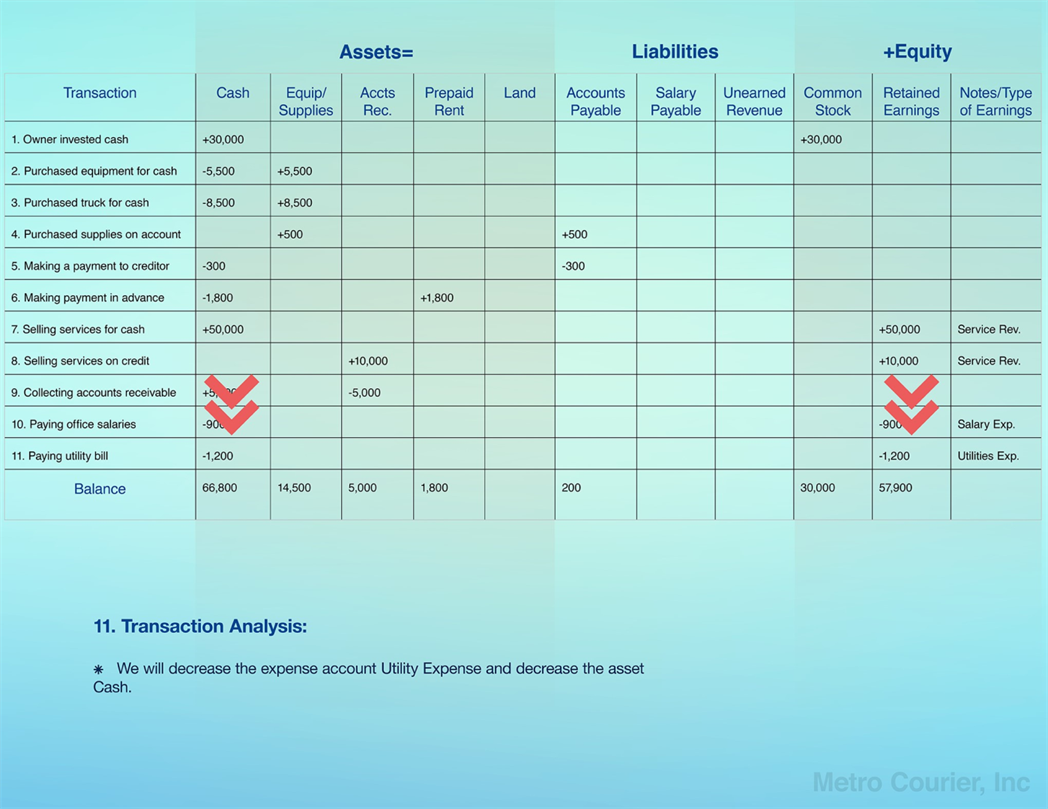 Assets= Liabilities +Equity
Transaction Cash Equip/ Supplies Accts Rec. Prepaid Rent Land Accounts Payable Salary Payable Unearned Revenue Common Stock Retained Earnings Notes/Type of Earnings
1. Owner invested cash +30,000 +30,000
2. Purchased equipment for cash -5,500 +5,500
3. Purchased truck for cash -8,500 +8,500
4. Purchased supplies on account +500 +500
5. Making a payment to creditor -300 -300
6. Making payment in advance -1,800 +1,800
7. Selling services for cash +50,000 +50,000 Service Rev.
8. Selling services on credit +10,000 +10,000 Service Rev.
9. Collecting accounts receivable -5,000
10. Paying office salaries -900 -900 Salary Exp.
11. Paying utility bill -1,200 -1,200 Utilities Exp.
Balance 66,800 14,500 5,000 1,800 200 30,000 57,900
11. Transaction Analysis:
✳ We will decrease the expense account Utility Expense and decrease the asset
Cash.
Metro Courier, Inc